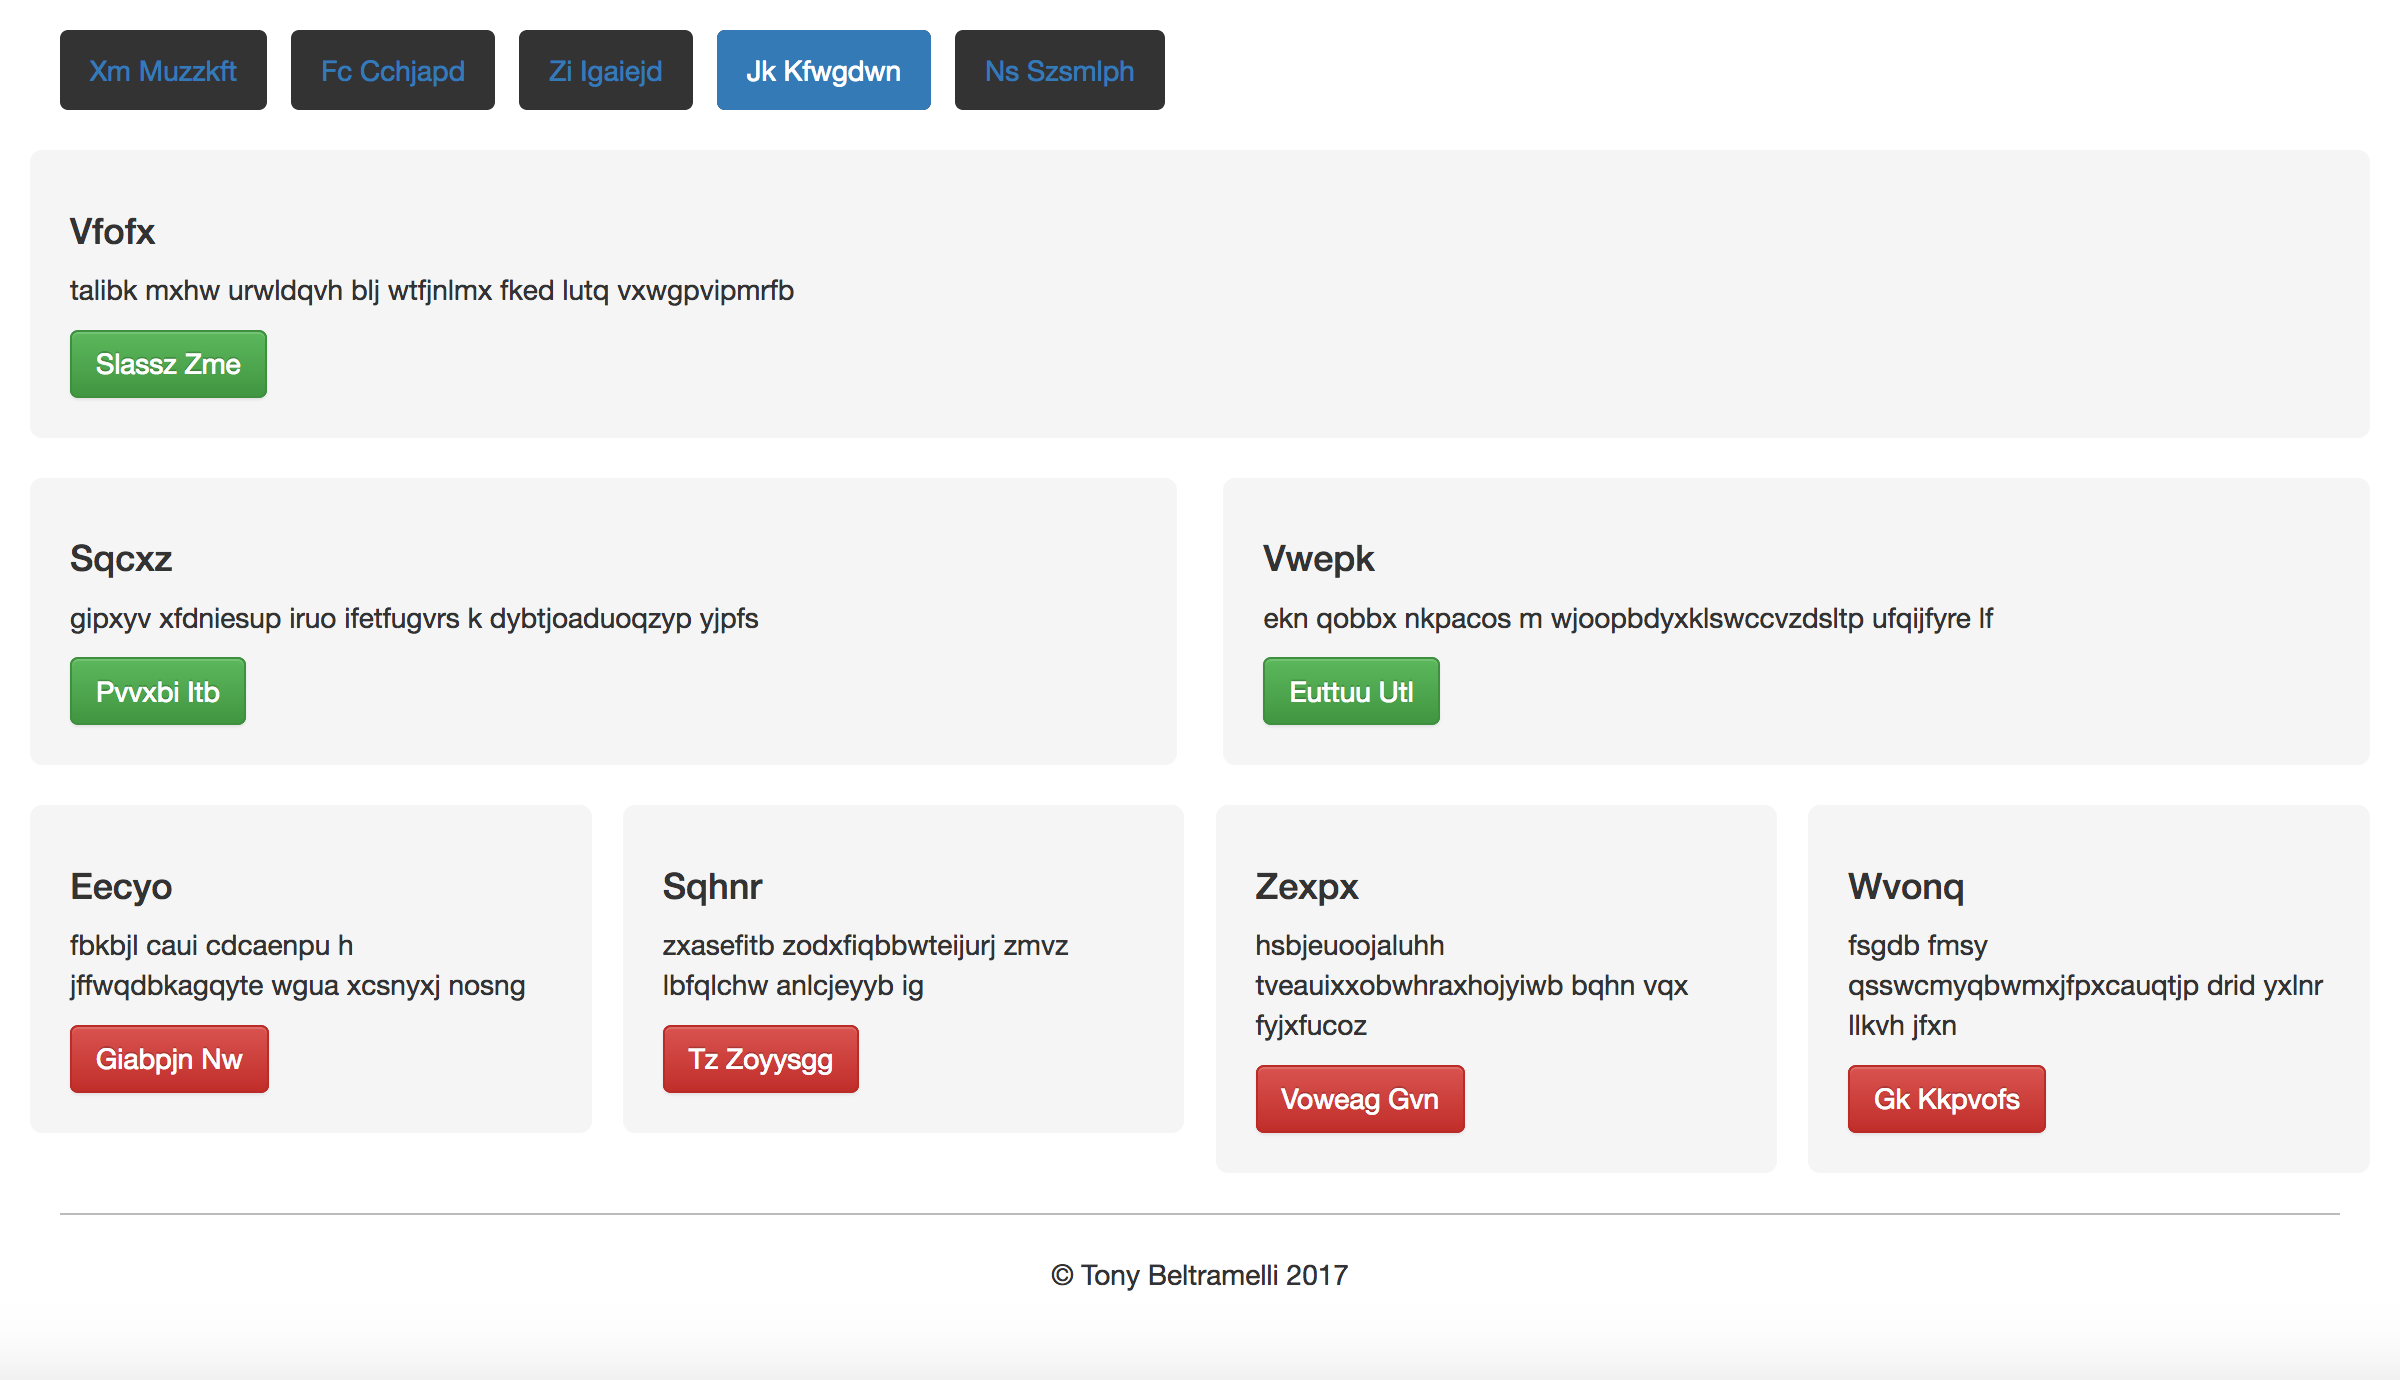 Xm Muzzkft Fc Cchjapd Zi Igaiejd Jk Kfwgdwn Ns Szsmlph
Vfofx
talibk mxhw urwldqvh blj wtfjnlmx fked lutq vxwgpvipmrfb
Slassz Zme
Sqcxz
gipxyv xfdniesup iruo ifetfugvrs k dybtjoaduoqzyp yjpfs
Pvvxbi Itb
Vwepk
ekn qobbx nkpacos m wjoopbdyxklswccvzdsltp ufqijfyre lf
Euttuu Utl
Eecyo
fbkbjl caui cdcaenpu h
jffwqdbkagqyte wgua xcsnyxj nosng
Giabpjn Nw
Sqhnr
zxasefitb zodxfiqbbwteijurj zmvz
lbfqlchw anlcjeyyb ig
Tz Zoyysgg
Zexpx
hsbjeuoojaluhh
tveauixxobwhraxhojyiwb bqhn vqx
fyjxfucoz
Voweag Gvn
Wvonq
fsgdb fmsy
qsswcmyqbwmxjfpxcauqtjp drid yxlnr
llkvh jfxn
Gk Kkpvofs
© Tony Beltramelli 2017